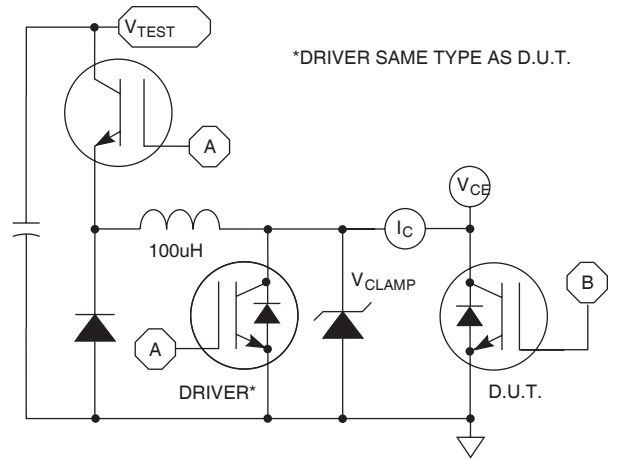 V_TEST
*DRIVER SAME TYPE AS D.U.T.
A
V_CE
I_C
100uH
V_CLAMP
B
A
DRIVER*
D.U.T.